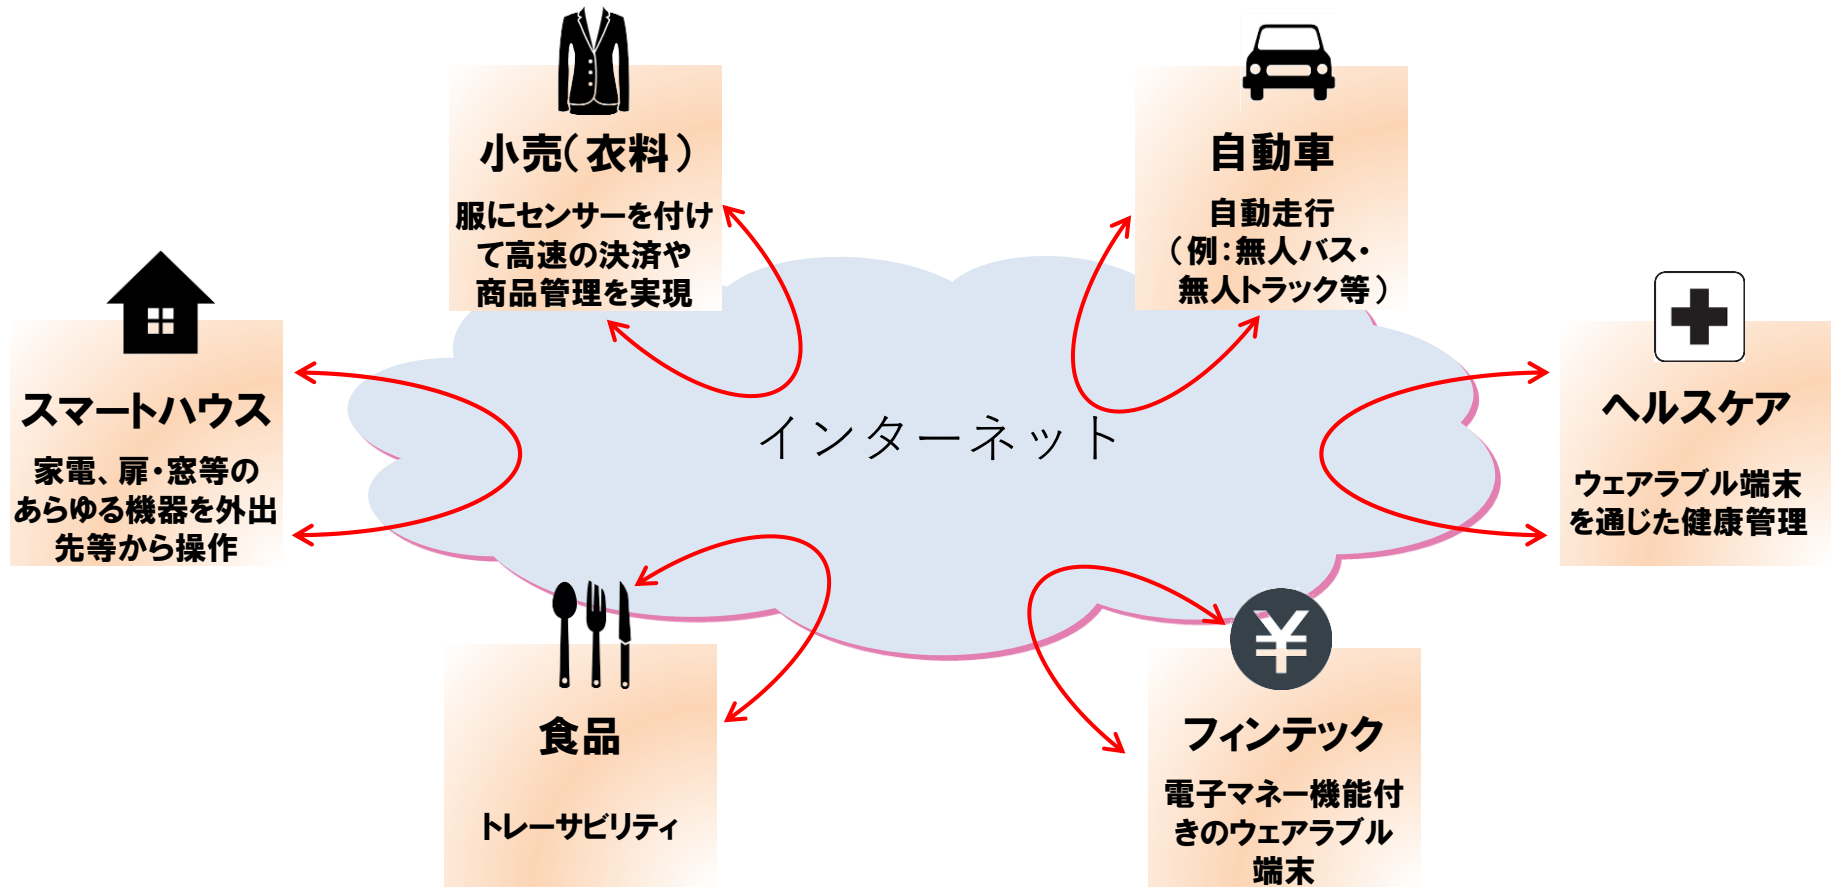 小売(衣料)
服にセンサーを付け
て高速の決済や
商品管理を実現
自動車
自動走行
(例:無人バス・
無人トラック等)
スマートハウス
家電、扉・窓等の
あらゆる機器を外出
先等から操作
インターネット
ヘルスケア
ウェアラブル端末
を通じた健康管理
食品
トレーサビリティ
¥
フィンテック
電子マネー機能付
きのウェアラブル
端末